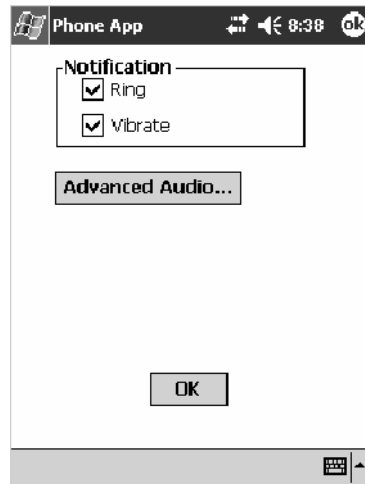 Phone App 8:38 ok
Notification
Ring
Vibrate
Advanced Audio...
OK